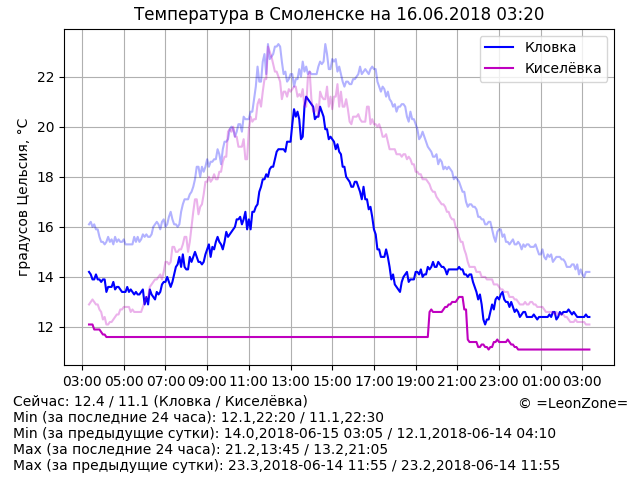 Температура в Смоленске на 16.06.2018 03:20
градусов Цельсия, °C
22
20
18
16
14
12
Кловка
Киселёвка
03:00 05:00 07:00 09:00 11:00 13:00 15:00 17:00 19:00 21:00 23:00 01:00 03:00
Сейчас: 12.4 / 11.1 (Кловка / Киселёвка)
© =LeonZone=
Min (за последние 24 часа): 12.1,22:20 / 11.1,22:30
Min (за предыдущие сутки): 14.0,2018-06-15 03:05 / 12.1,2018-06-14 04:10
Max (за последние 24 часа): 21.2,13:45 / 13.2,21:05
Max (за предыдущие сутки): 23.3,2018-06-14 11:55 / 23.2,2018-06-14 11:55